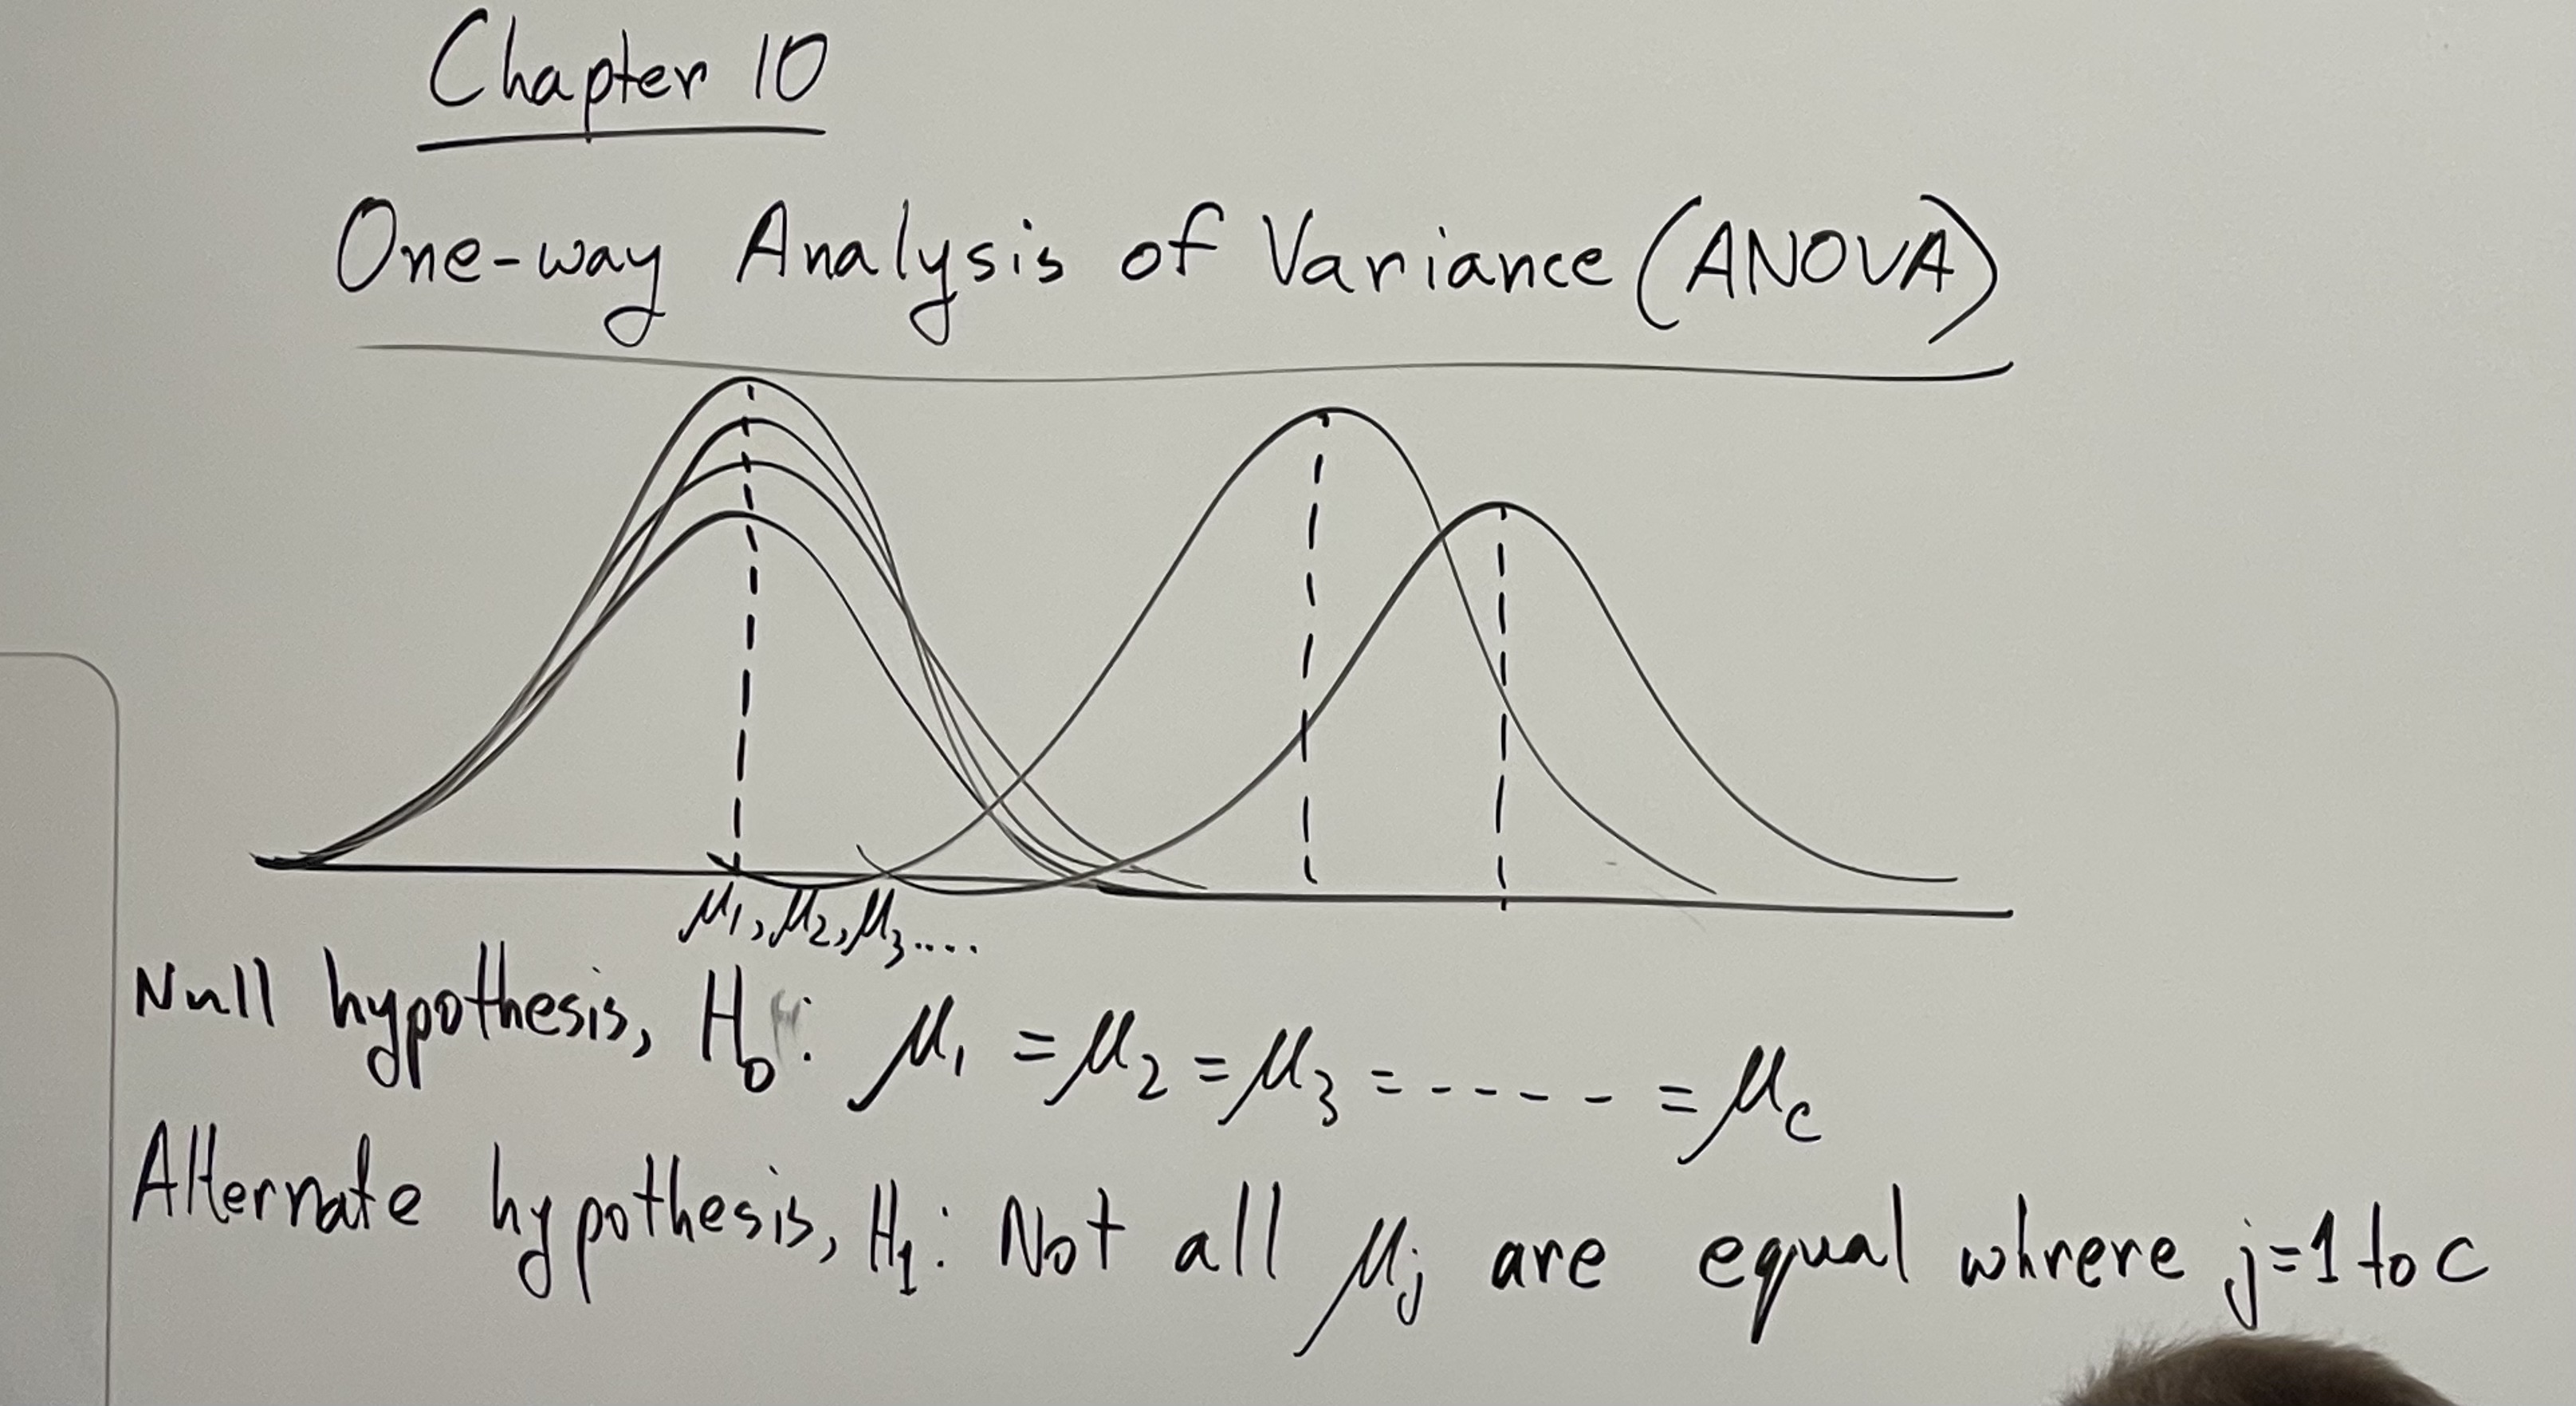 Chapter 10
One-way Analysis of Variance (ANOVA)
μ₁, μ₂, μ₃....
Null hypothesis, H₀: μ₁ = μ₂ = μ₃ = ----- = μc
Alternate hypothesis, H₁: Not all μj are equal whrere j=1 to c